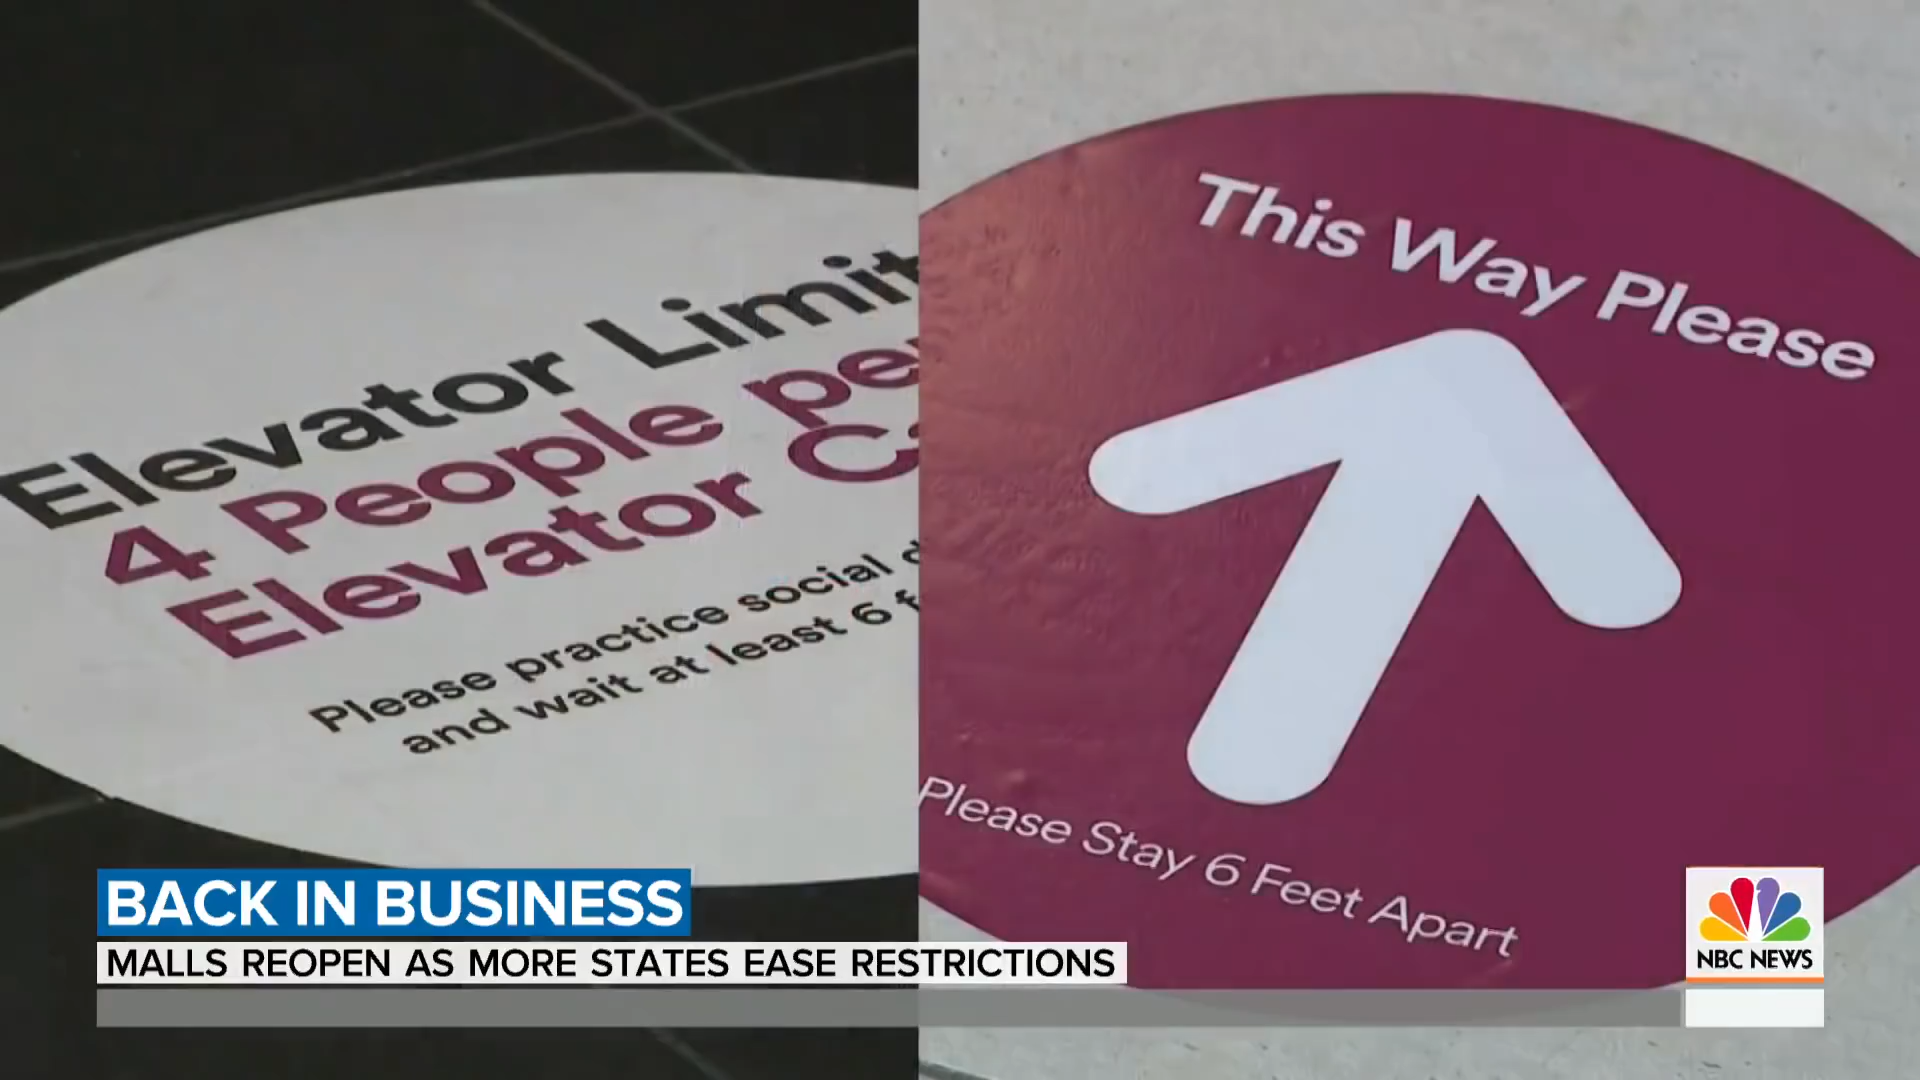 Elevator Limit
4 People pe
Elevator C
Please practice social
and wait at least 6 f
This Way Please
Please Stay 6 Feet Apart
BACK IN BUSINESS
MALLS REOPEN AS MORE STATES EASE RESTRICTIONS
NBC NEWS